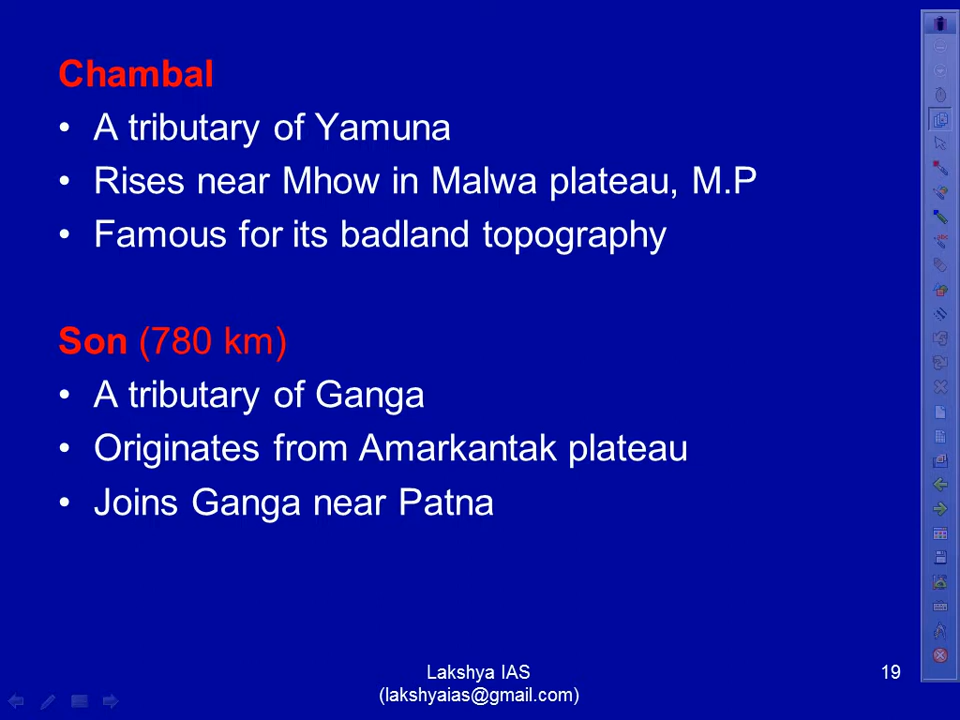 Chambal
• A tributary of Yamuna
• Rises near Mhow in Malwa plateau, M.P
• Famous for its badland topography
Son (780 km)
• A tributary of Ganga
• Originates from Amarkantak plateau
• Joins Ganga near Patna
Lakshya IAS
(lakshyaias@gmail.com)
19